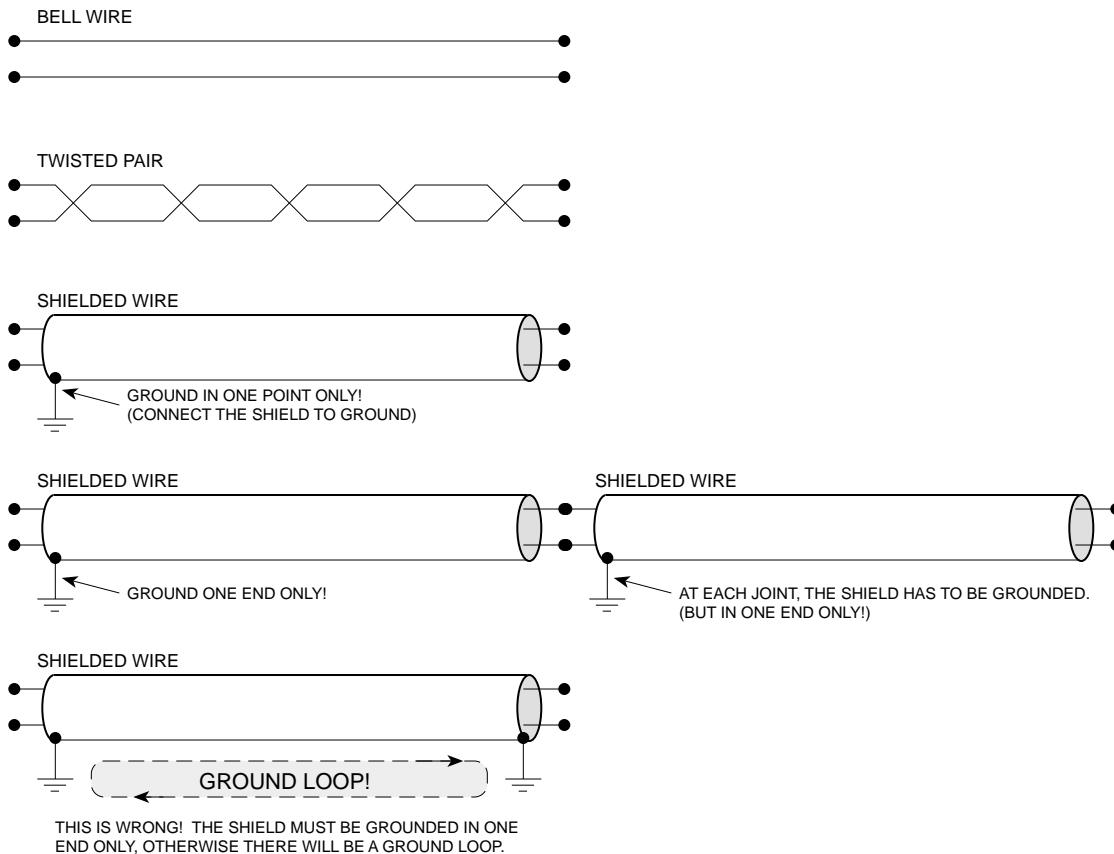 BELL WIRE
TWISTED PAIR
SHIELDED WIRE
GROUND IN ONE POINT ONLY!
(CONNECT THE SHIELD TO GROUND)
SHIELDED WIRE
GROUND ONE END ONLY!
SHIELDED WIRE
AT EACH JOINT, THE SHIELD HAS TO BE GROUNDED.
(BUT IN ONE END ONLY!)
SHIELDED WIRE
GROUND LOOP!
THIS IS WRONG! THE SHIELD MUST BE GROUNDED IN ONE
END ONLY, OTHERWISE THERE WILL BE A GROUND LOOP.